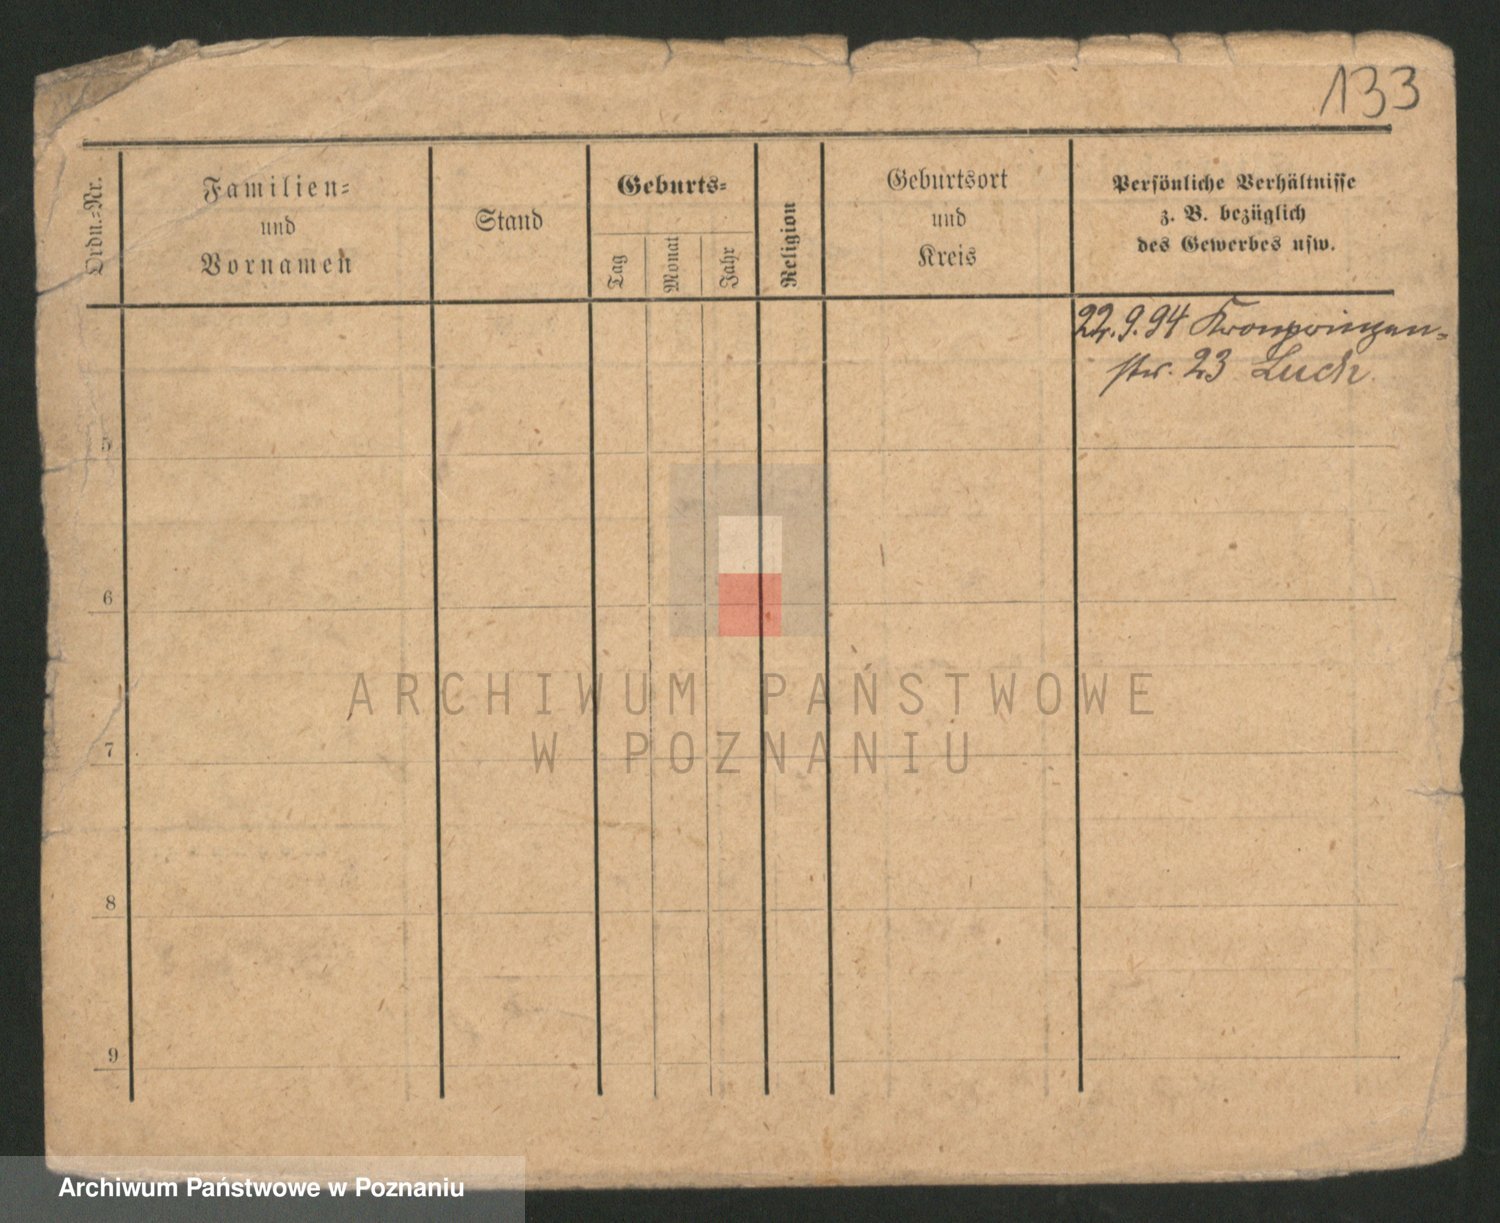 133
Ordn.-Nr.
Familien-
und
Vornamen
Stand
Geburts-
Tag
Monat
Jahr
Religion
Geburtsort
und
Kreis
Persönliche Verhältnisse
z. B. bezüglich
des Gewerbes usw.
22.9.94 Kronprinzen-
str. 23 Luch
5
6
7
8
9
ARCHIWUM PAŃSTWOWE
W POZNANIU
Archiwum Państwowe w Poznaniu